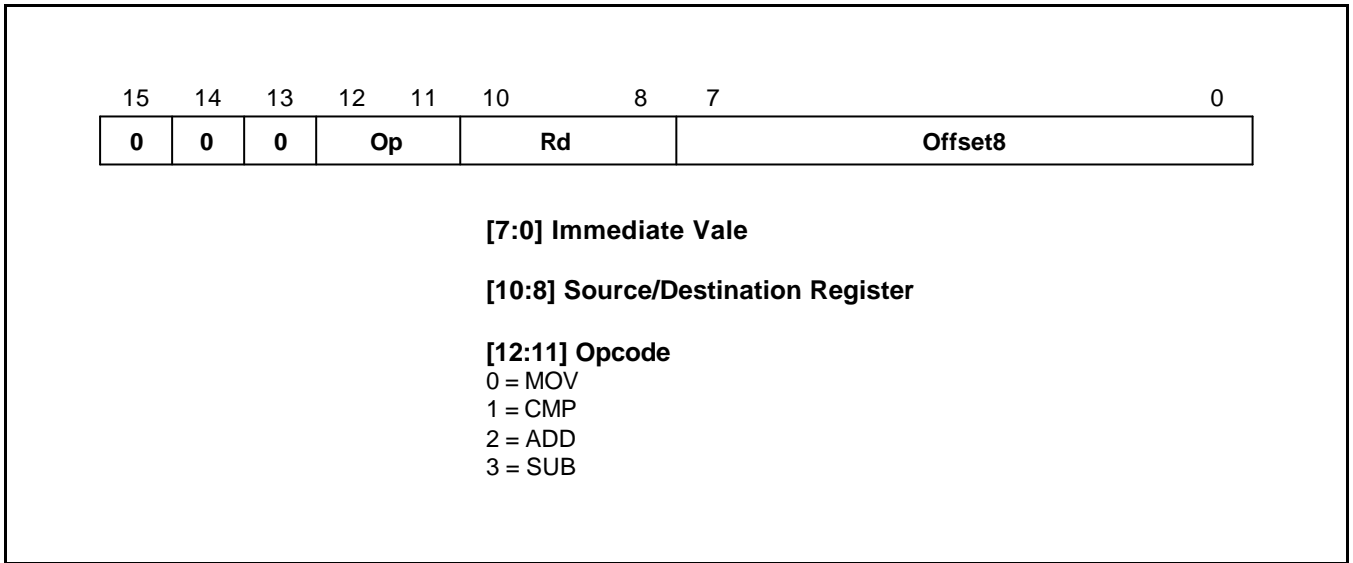 15 14 13 12 11 10 8 7 0
0 0 0 Op Rd Offset8
[7:0] Immediate Vale
[10:8] Source/Destination Register
[12:11] Opcode
0 = MOV
1 = CMP
2 = ADD
3 = SUB